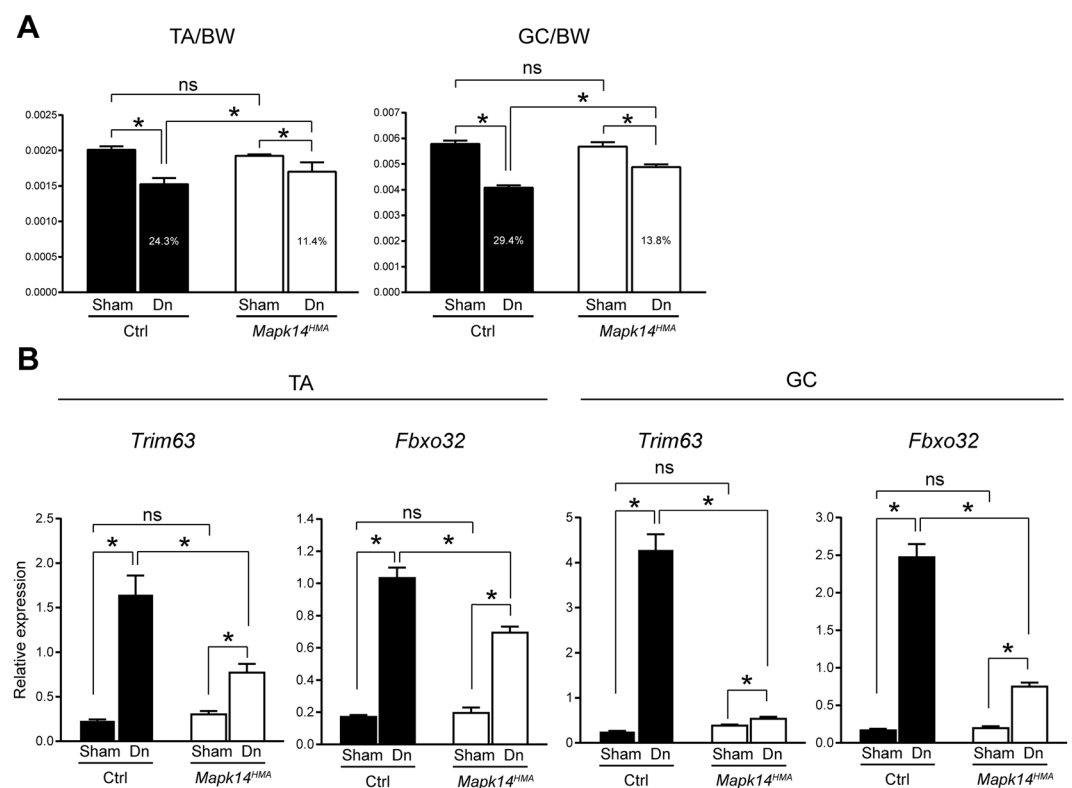 A
TA/BW
GC/BW
ns
*
*
*
0.0025
0.0020
0.0015
0.0010
0.0005
0.0000
24.3%
11.4%
Sham Dn Sham Dn
Ctrl Mapk14HMA
ns
*
*
*
0.007
0.006
0.005
0.004
0.003
0.002
0.001
0.000
29.4%
13.8%
Sham Dn Sham Dn
Ctrl Mapk14HMA
B
TA
GC
Trim63
Fbxo32
Trim63
Fbxo32
Relative expression
ns
*
*
*
2.5
2.0
1.5
1.0
0.5
0.0
Sham Dn Sham Dn
Ctrl Mapk14HMA
ns
*
*
*
1.4
1.2
1.0
0.8
0.6
0.4
0.2
0.0
Sham Dn Sham Dn
Ctrl Mapk14HMA
ns
*
*
*
5
4
3
2
1
0
Sham Dn Sham Dn
Ctrl Mapk14HMA
ns
*
*
*
3.0
2.5
2.0
1.5
1.0
0.5
0.0
Sham Dn Sham Dn
Ctrl Mapk14HMA